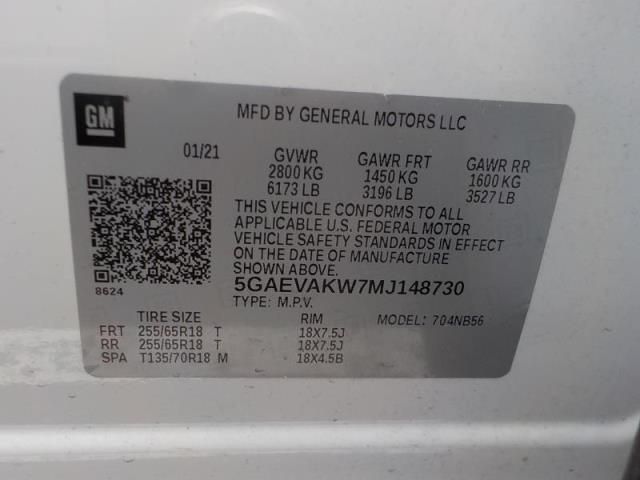 GM
MFD BY GENERAL MOTORS LLC
01/21 GVWR GAWR FRT GAWR RR
2800 KG 1450 KG 1600 KG
6173 LB 3196 LB 3527 LB
THIS VEHICLE CONFORMS TO ALL
APPLICABLE U.S. FEDERAL MOTOR
VEHICLE SAFETY STANDARDS IN EFFECT
ON THE DATE OF MANUFACTURE
SHOWN ABOVE.
8624 5GAEVAKW7MJ148730
TYPE: M.P.V.
TIRE SIZE RIM MODEL: 704NB56
FRT 255/65R18 T 18X7.5J
RR 255/65R18 T 18X7.5J
SPA T135/70R18 M 18X4.5B